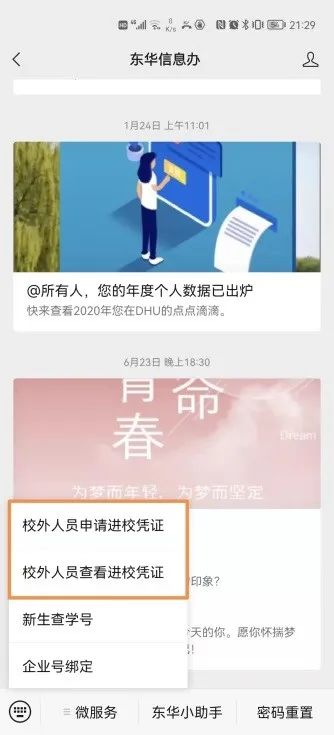 21:29
东华信息办
1月24日 上午11:01
@所有人，您的年度个人数据已出炉
快来查看2020年您在DHU的点点滴滴。
6月23日 晚上18:30
青命
春
Dream
为梦而年轻，为梦而坚定
校外人员申请进校凭证
校外人员查看进校凭证
印象？
新生查学号
今天的你。愿你怀揣梦
企业号绑定
微服务
东华小助手
密码重置